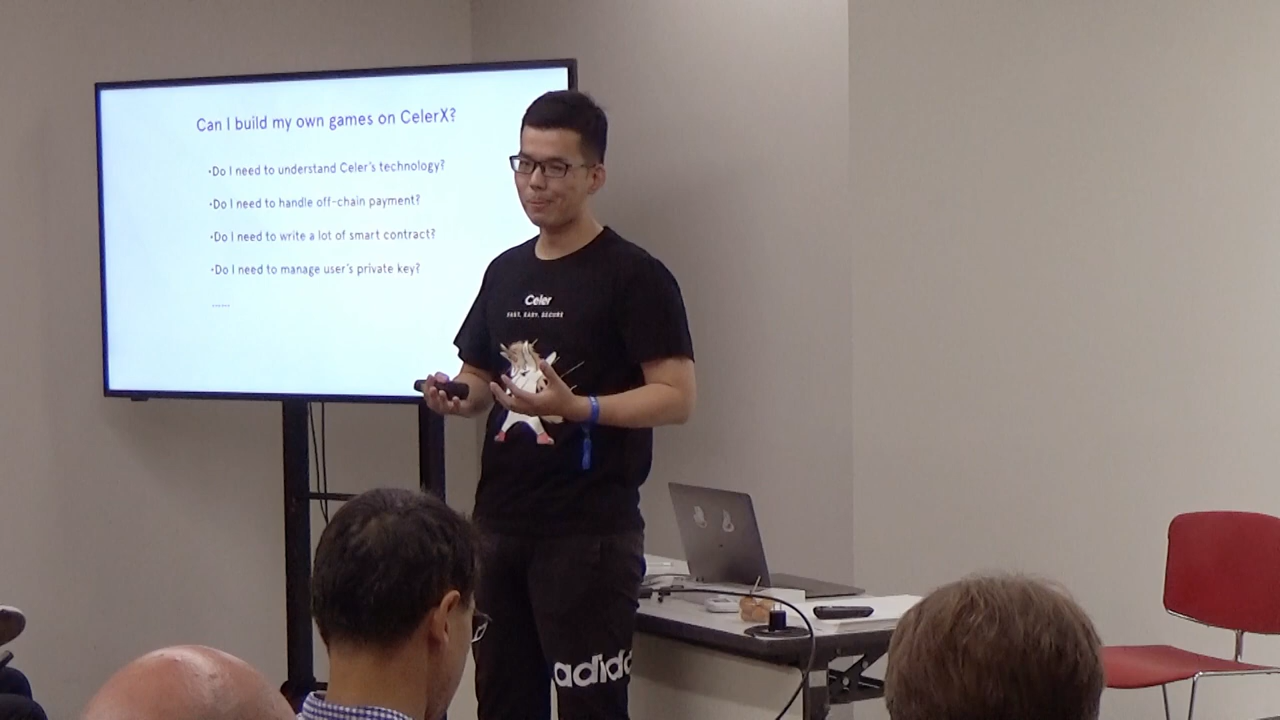 Can I build my own games on CelerX?
•Do I need to understand Celer's technology?
•Do I need to handle off-chain payment?
•Do I need to write a lot of smart contract?
•Do I need to manage user's private key?
......
Celer
FAST, EASY, SECURE
adida